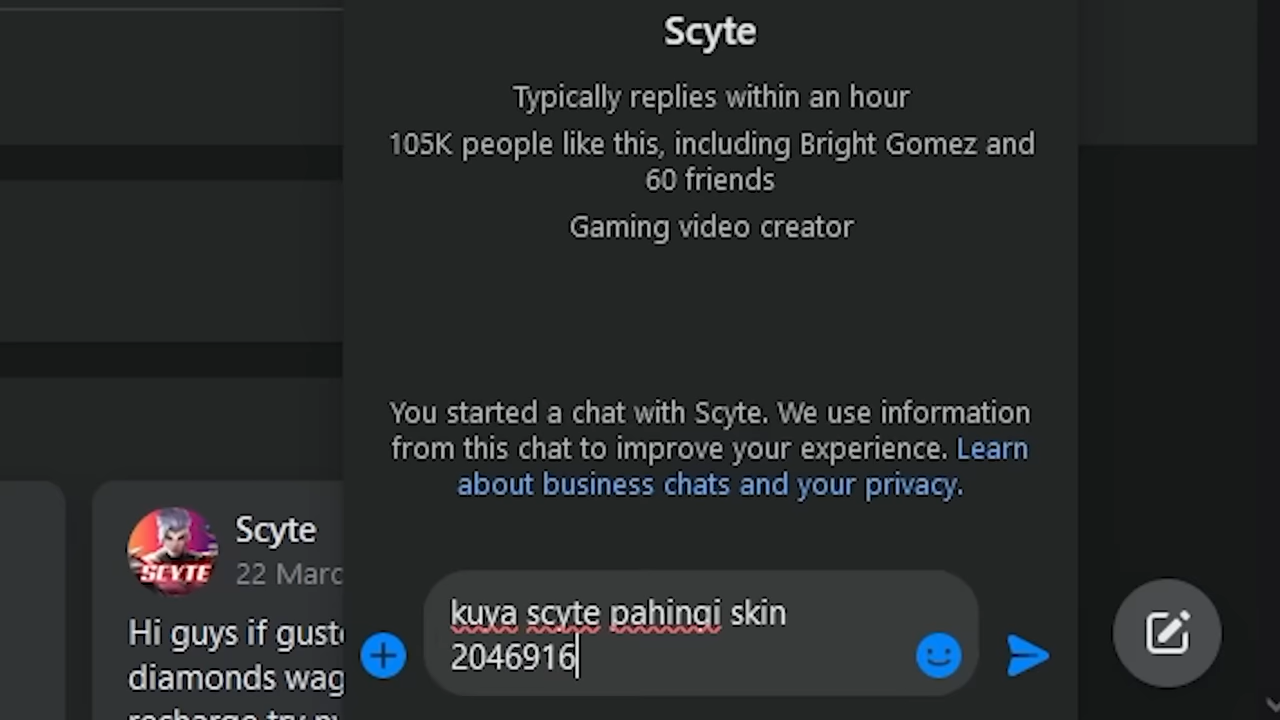 Scyte
Typically replies within an hour
105K people like this, including Bright Gomez and
60 friends
Gaming video creator
You started a chat with Scyte. We use information
from this chat to improve your experience. Learn
about business chats and your privacy.
SCYTE
Scyte
22 Marc
Hi guys if gust
diamonds wag
kuya scyte pahingi skin
2046916